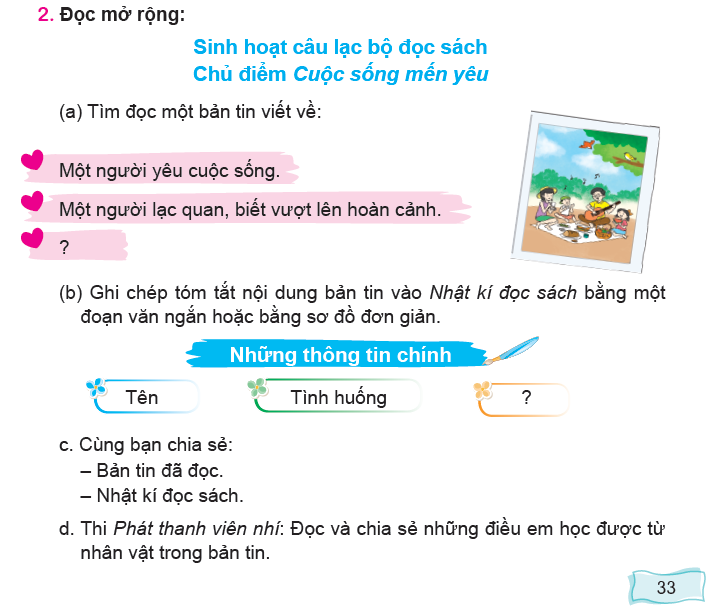 2. Đọc mở rộng:
Sinh hoạt câu lạc bộ đọc sách
Chủ điểm Cuộc sống mến yêu
(a) Tìm đọc một bản tin viết về:
Một người yêu cuộc sống.
Một người lạc quan, biết vượt lên hoàn cảnh.
?
(b) Ghi chép tóm tắt nội dung bản tin vào Nhật kí đọc sách bằng một
đoạn văn ngắn hoặc bằng sơ đồ đơn giản.
Những thông tin chính
Tên Tình huống ?
c. Cùng bạn chia sẻ:
– Bản tin đã đọc.
– Nhật kí đọc sách.
d. Thi Phát thanh viên nhí: Đọc và chia sẻ những điều em học được từ
nhân vật trong bản tin.
33